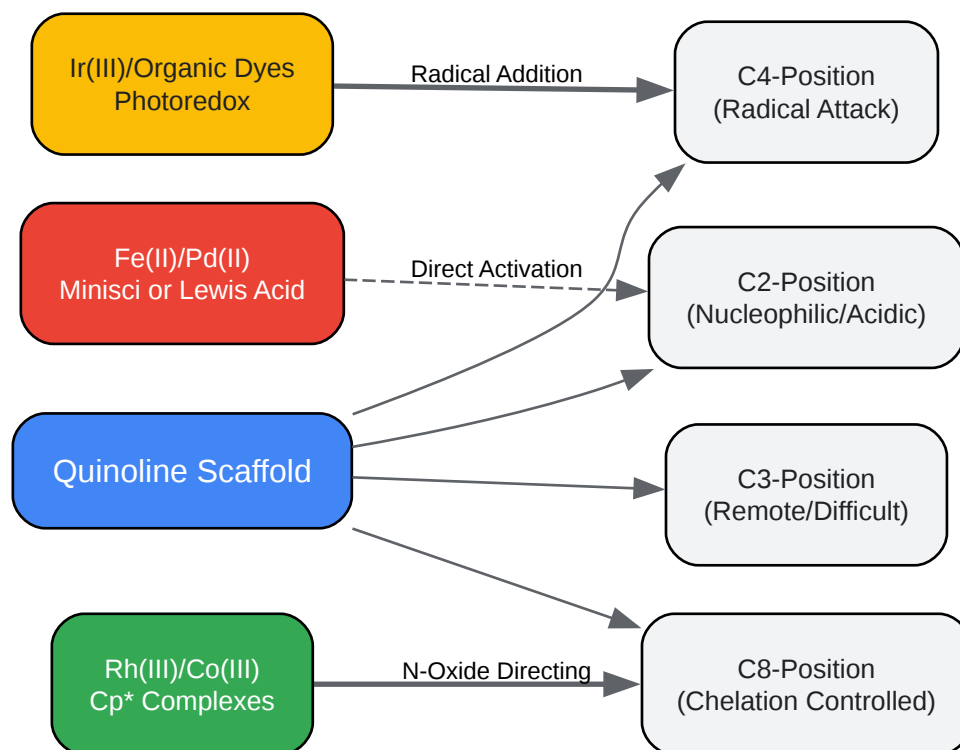 Ir(III)/Organic Dyes
Photoredox
Radical Addition
C4-Position
(Radical Attack)
Fe(II)/Pd(II)
Minisci or Lewis Acid
Direct Activation
C2-Position
(Nucleophilic/Acidic)
Quinoline Scaffold
C3-Position
(Remote/Difficult)
Rh(III)/Co(III)
Cp* Complexes
N-Oxide Directing
C8-Position
(Chelation Controlled)